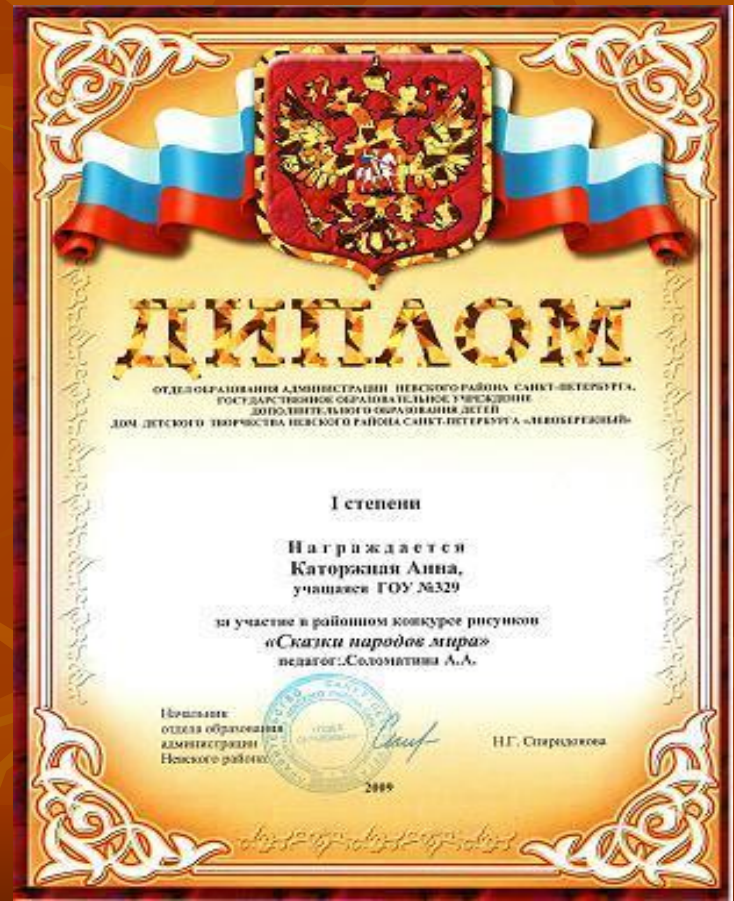 ДИПЛОМ
ОТДЕЛ ОБРАЗОВАНИЯ АДМИНИСТРАЦИИ НЕВСКОГО РАЙОНА САНКТ-ПЕТЕРБУРГА,
ГОСУДАРСТВЕННОЕ ОБРАЗОВАТЕЛЬНОЕ УЧРЕЖДЕНИЕ
ДОПОЛНИТЕЛЬНОГО ОБРАЗОВАНИЯ ДЕТЕЙ
ДОМ ДЕТСКОГО ТВОРЧЕСТВА НЕВСКОГО РАЙОНА САНКТ-ПЕТЕРБУРГА «ЛЕВОБЕРЕЖНЫЙ»
I степени
Награждается
Каторжная Анна,
учащаяся ГОУ №329
за участие в районном конкурсе рисунков
«Сказки народов мира»
педагог:.Соломатина А.А.
Начальник
отдела образования
администрации
Невского района
Н.Г. Спиридонова
2009